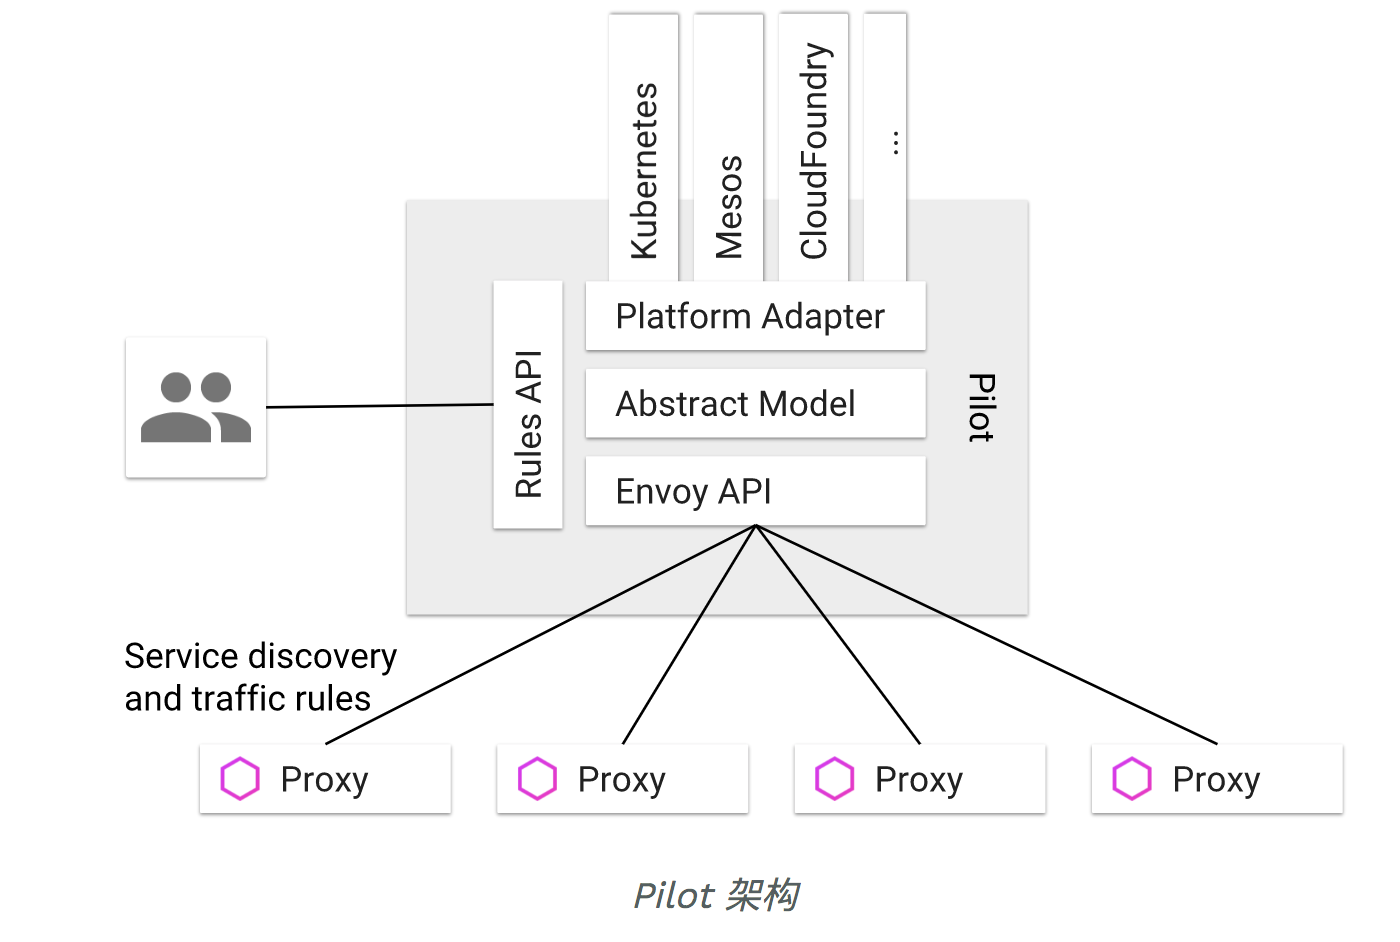 Kubernetes
Mesos
CloudFoundry
...
Platform Adapter
Rules API
Abstract Model
Pilot
Envoy API
Service discovery
and traffic rules
Proxy
Proxy
Proxy
Proxy
Pilot 架构